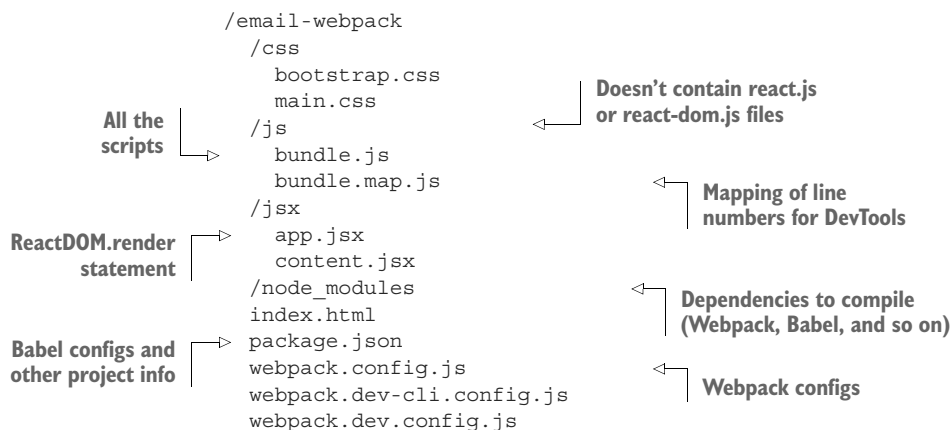 /email-webpack
/css
bootstrap.css
main.css
Doesn't contain react.js
or react-dom.js files
All the
scripts
/js
bundle.js
bundle.map.js
Mapping of line
numbers for DevTools
/jsx
ReactDOM.render
statement
app.jsx
content.jsx
/node_modules
Dependencies to compile
(Webpack, Babel, and so on)
index.html
Babel configs and
other project info
package.json
webpack.config.js
Webpack configs
webpack.dev-cli.config.js
webpack.dev.config.js